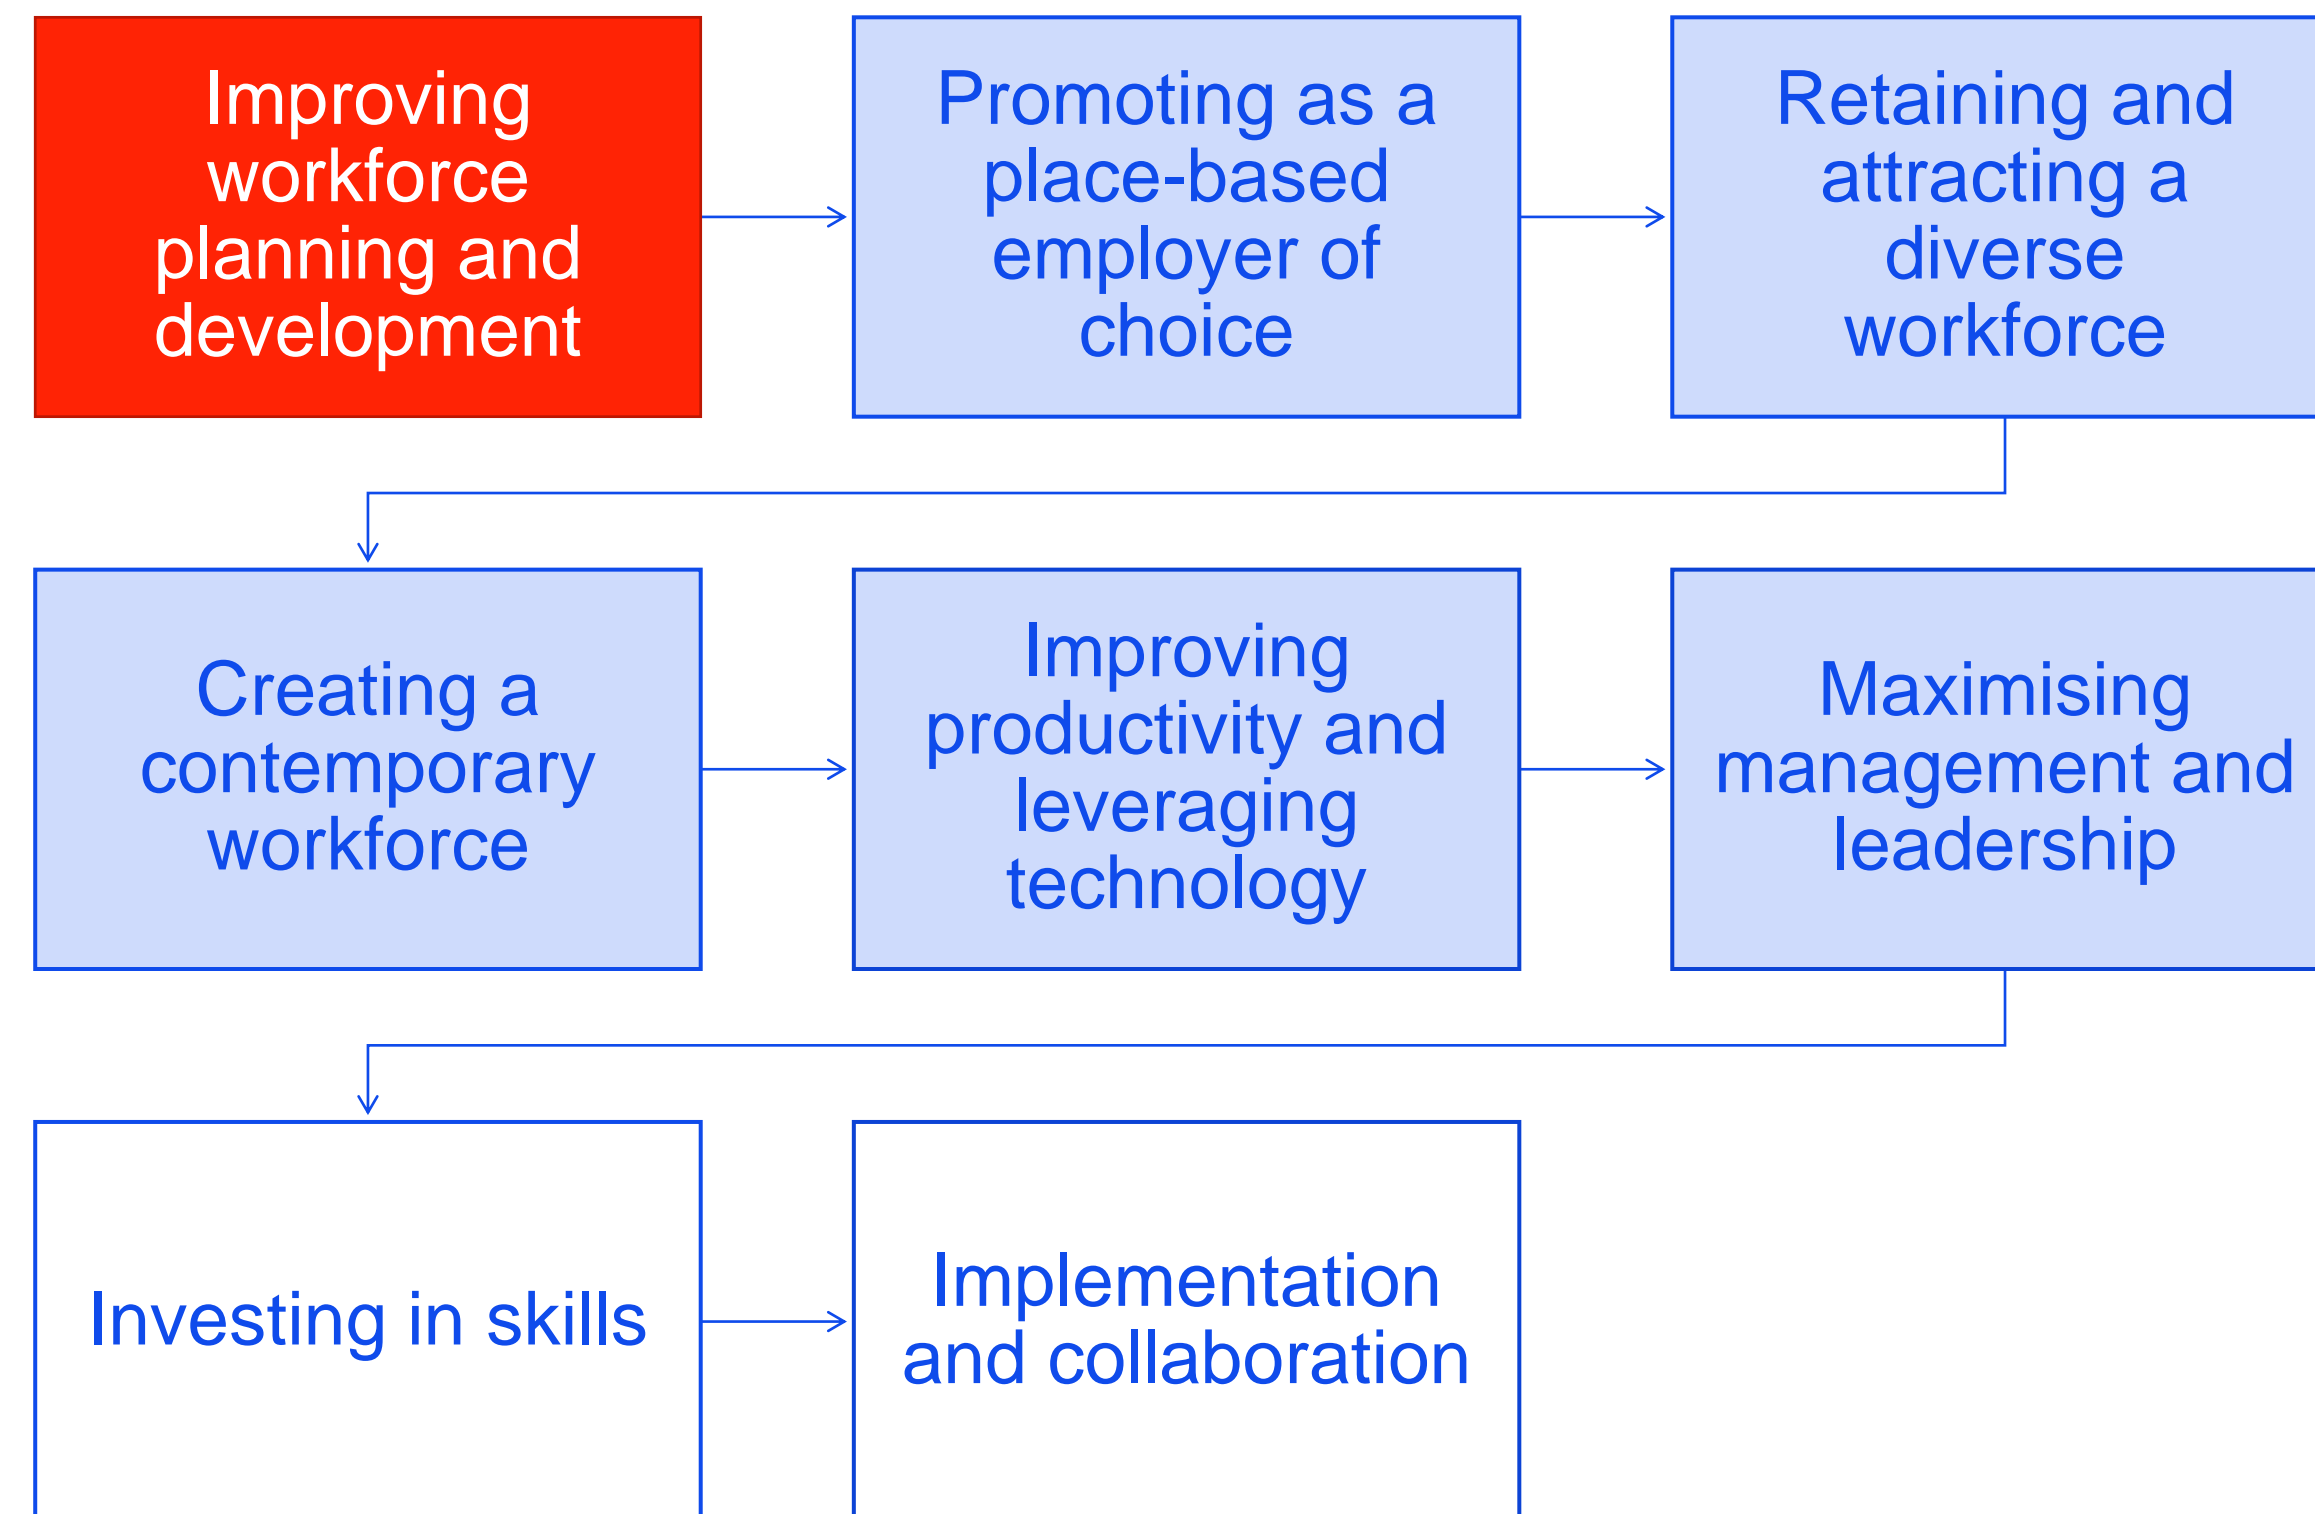 Improving
workforce
planning and
development
Promoting as a
place-based
employer of
choice
Retaining and
attracting a
diverse
workforce
Creating a
contemporary
workforce
Improving
productivity and
leveraging
technology
Maximising
management and
leadership
Investing in skills
Implementation
and collaboration